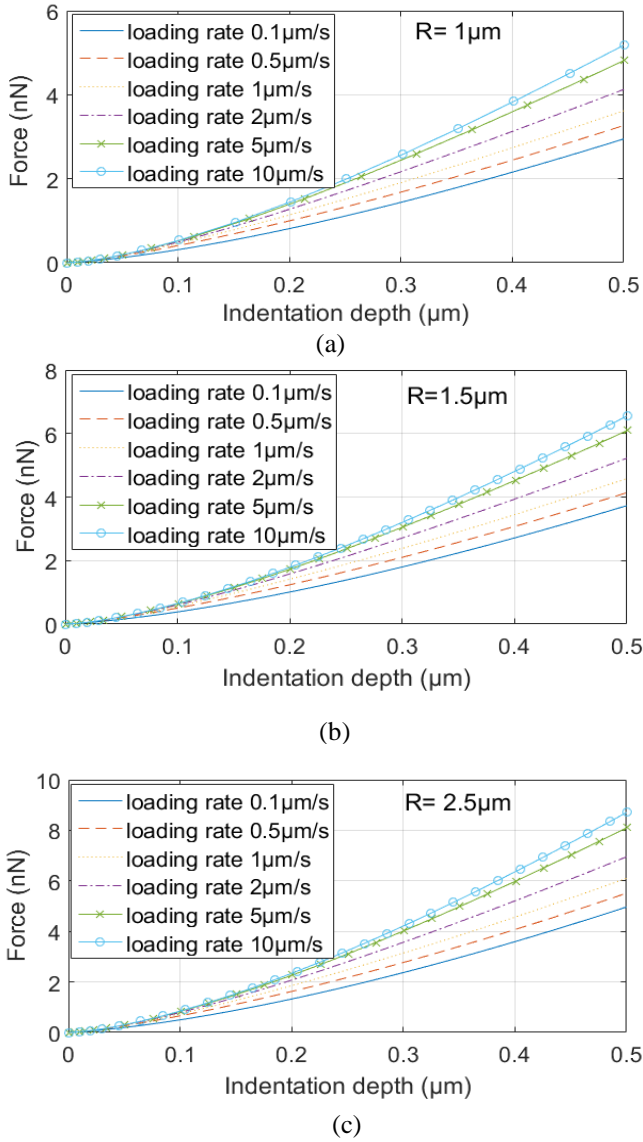 6
4
2
0
Force (nN)
loading rate 0.1µm/s
loading rate 0.5µm/s
loading rate 1µm/s
loading rate 2µm/s
loading rate 5µm/s
loading rate 10µm/s
R= 1µm
0 0.1 0.2 0.3 0.4 0.5
Indentation depth (µm)
(a)
8
6
4
2
0
Force (nN)
loading rate 0.1µm/s
loading rate 0.5µm/s
loading rate 1µm/s
loading rate 2µm/s
loading rate 5µm/s
loading rate 10µm/s
R=1.5µm
0 0.1 0.2 0.3 0.4 0.5
Indentation depth (µm)
(b)
10
8
6
4
2
0
Force (nN)
loading rate 0.1µm/s
loading rate 0.5µm/s
loading rate 1µm/s
loading rate 2µm/s
loading rate 5µm/s
loading rate 10µm/s
R= 2.5µm
0 0.1 0.2 0.3 0.4 0.5
Indentation depth (µm)
(c)